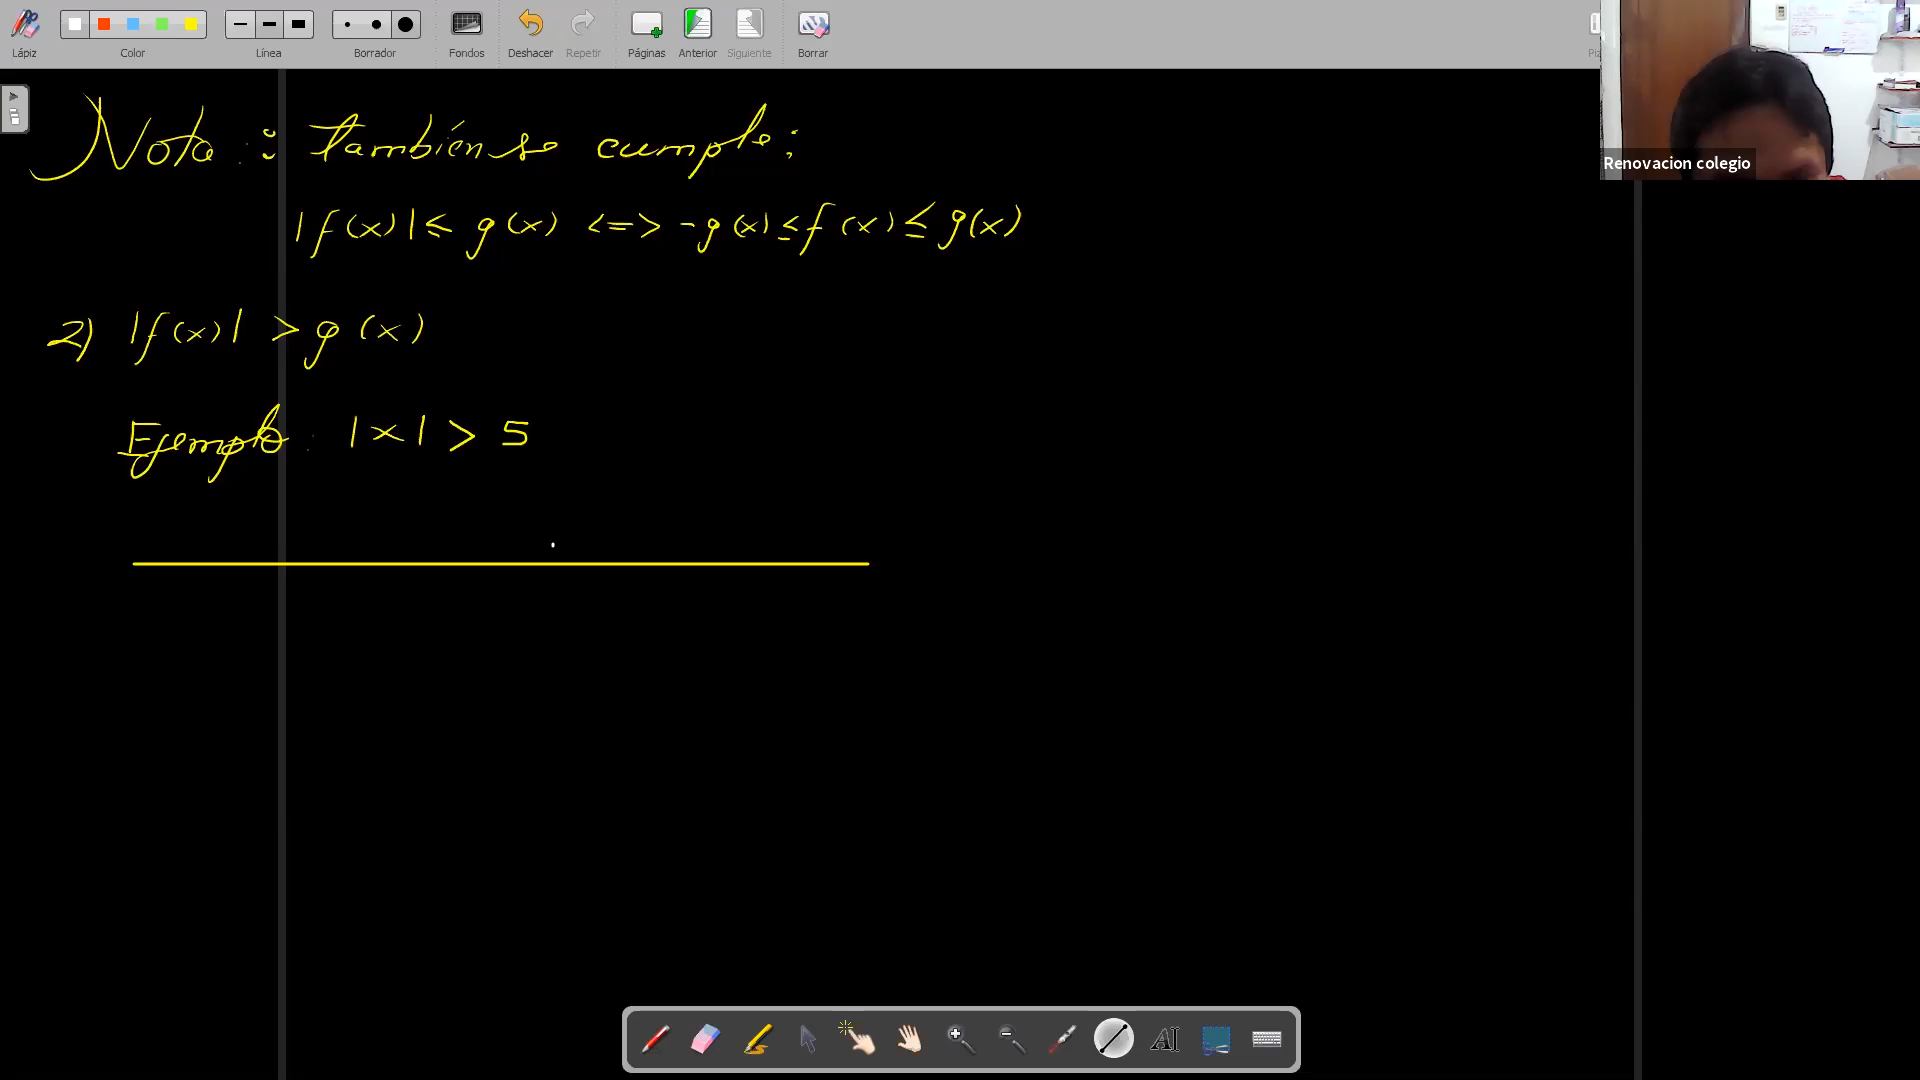 Lápiz Color Línea Borrador Fondos Deshacer Repetir Páginas Anterior Siguiente Borrar
Renovacion colegio
Nota : también se cumple:
|f(x)| ≤ g(x) <=> -g(x) ≤ f(x) ≤ g(x)
2) |f(x)| > g(x)
Ejemplo: |x| > 5